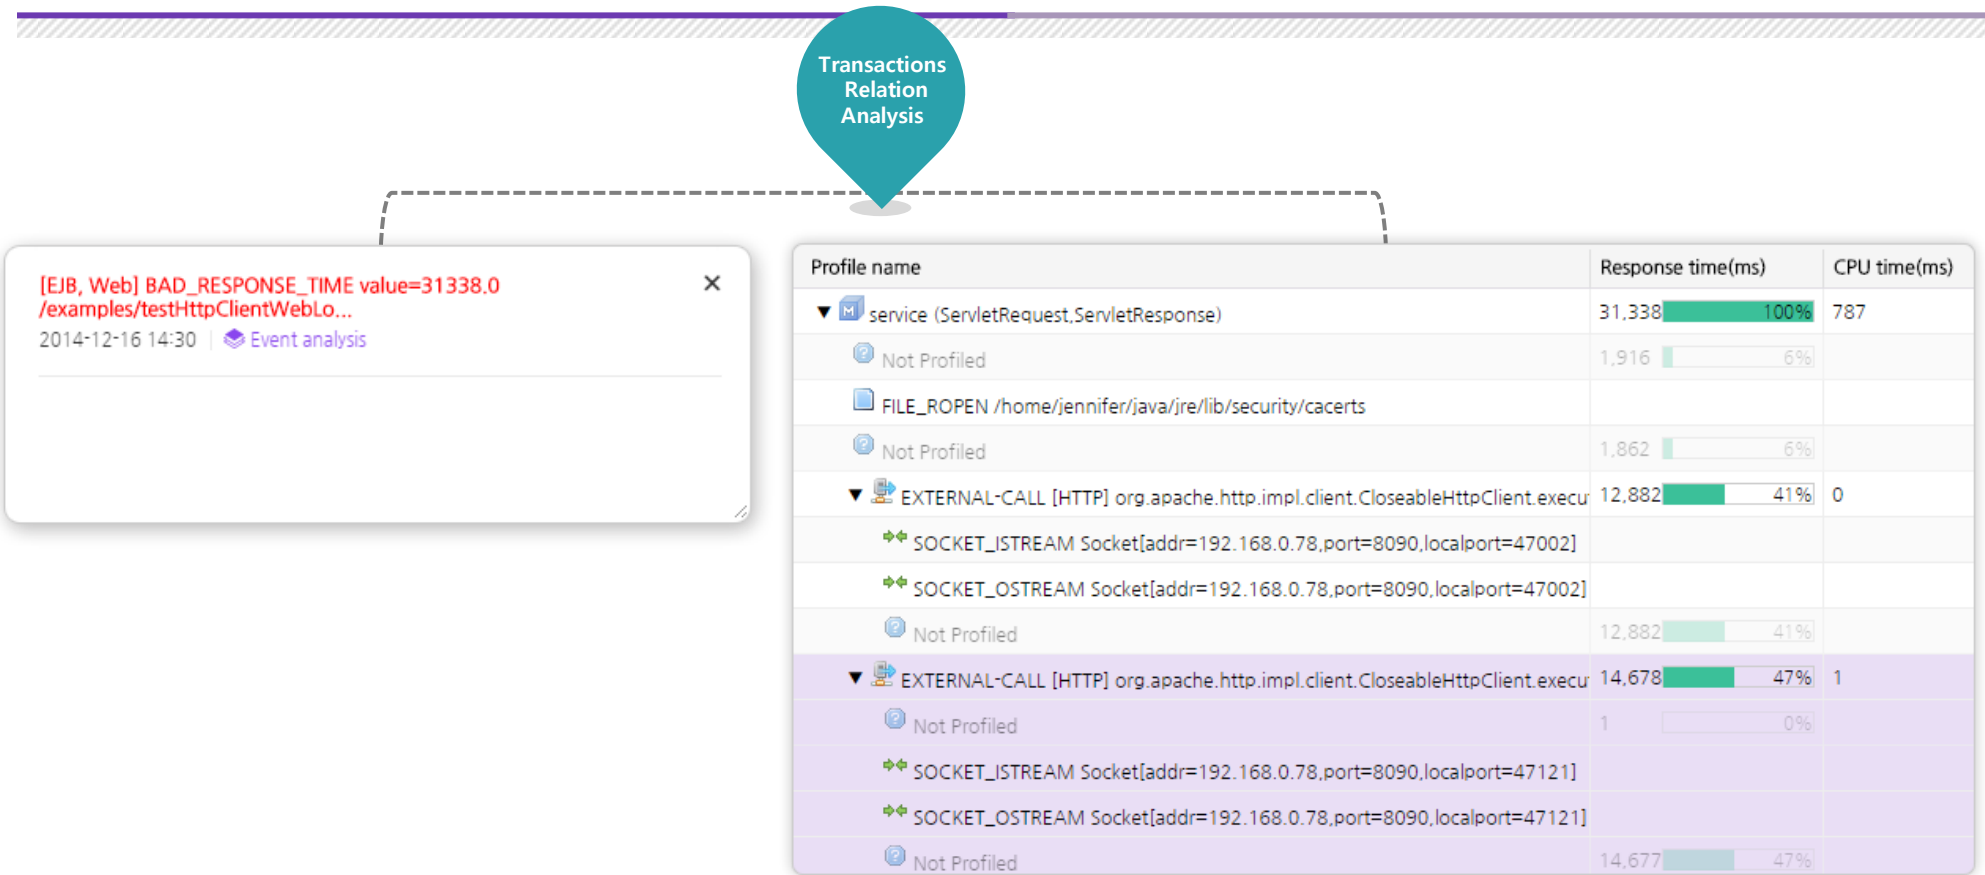 Transactions
Relation
Analysis
[EJB, Web] BAD_RESPONSE_TIME value=31338.0
/examples/testHttpClientWebLo...
2014-12-16 14:30 Event analysis
Profile name Response time(ms) CPU time(ms)
service (ServletRequest,ServletResponse) 31,338 100% 787
Not Profiled 1,916 6%
FILE_ROPEN /home/jennifer/java/jre/lib/security/cacerts
Not Profiled 1,862 6%
EXTERNAL-CALL [HTTP] org.apache.http.impl.client.CloseableHttpClient.execu 12,882 41% 0
SOCKET_ISTREAM Socket[addr=192.168.0.78,port=8090,localport=47002]
SOCKET_OSTREAM Socket[addr=192.168.0.78,port=8090,localport=47002]
Not Profiled 12,882 41%
EXTERNAL-CALL [HTTP] org.apache.http.impl.client.CloseableHttpClient.execu 14,678 47% 1
Not Profiled 1 0%
SOCKET_ISTREAM Socket[addr=192.168.0.78,port=8090,localport=47121]
SOCKET_OSTREAM Socket[addr=192.168.0.78,port=8090,localport=47121]
Not Profiled 14,677 47%